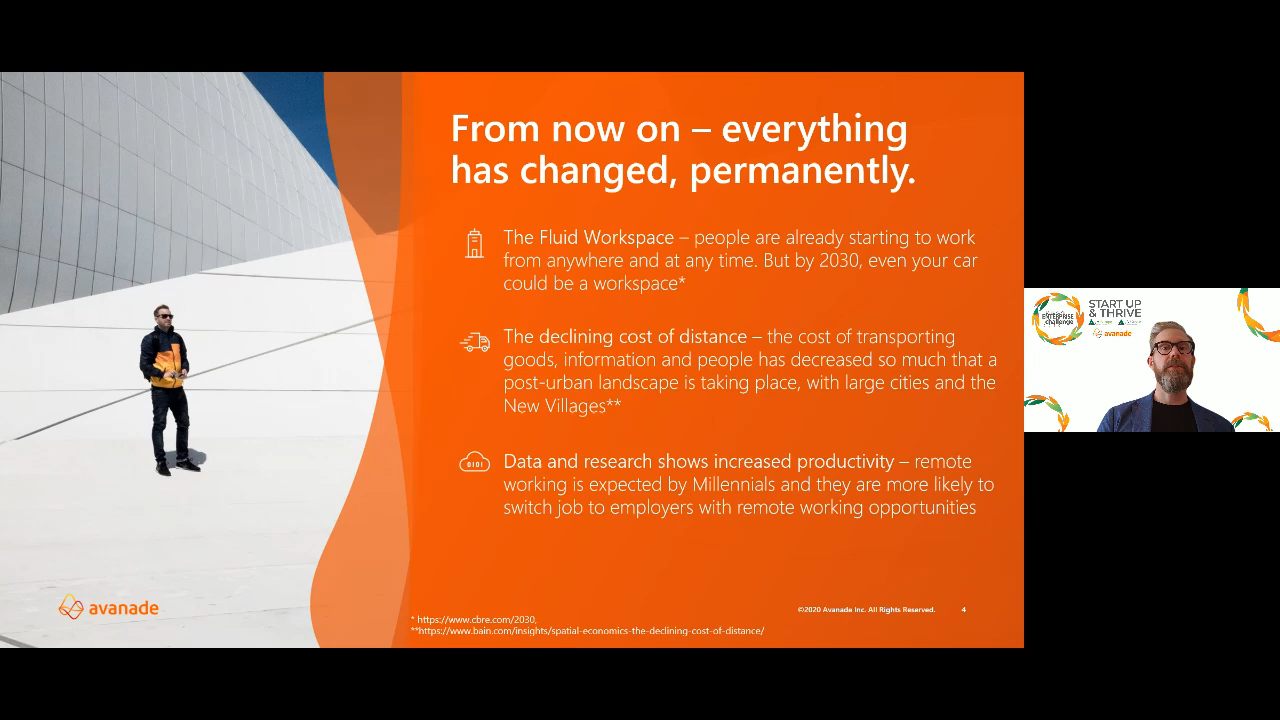 From now on – everything
has changed, permanently.
The Fluid Workspace – people are already starting to work
from anywhere and at any time. But by 2030, even your car
could be a workspace*
The declining cost of distance – the cost of transporting
goods, information and people has decreased so much that a
post-urban landscape is taking place, with large cities and the
New Villages**
0101
Data and research shows increased productivity – remote
working is expected by Millennials and they are more likely to
switch job to employers with remote working opportunities
avanade
©2020 Avanade Inc. All Rights Reserved.
4
* https://www.cbre.com/2030,
**https://www.bain.com/insights/spatial-economics-the-declining-cost-of-distance/
ENTERPRISE
challenge
START UP
& THRIVE
avanade